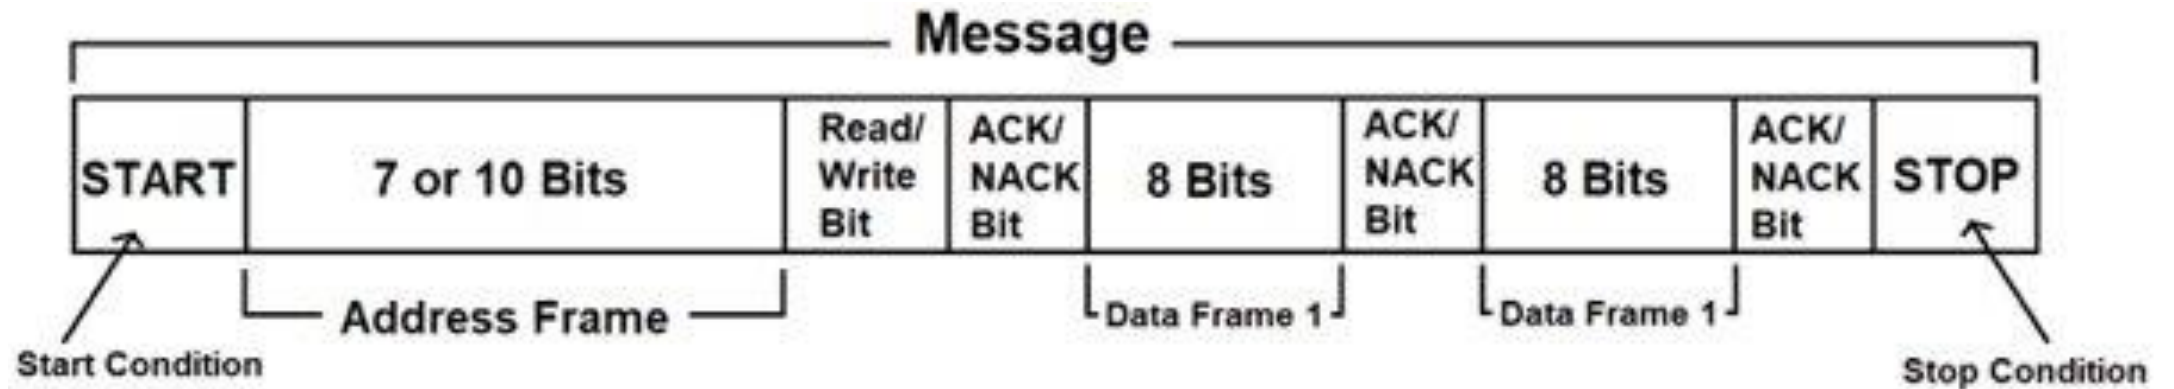 Message
START
7 or 10 Bits
Read/
Write
Bit
ACK/
NACK
Bit
8 Bits
ACK/
NACK
Bit
8 Bits
ACK/
NACK
Bit
STOP
Address Frame
Data Frame 1
Data Frame 1
Start Condition
Stop Condition